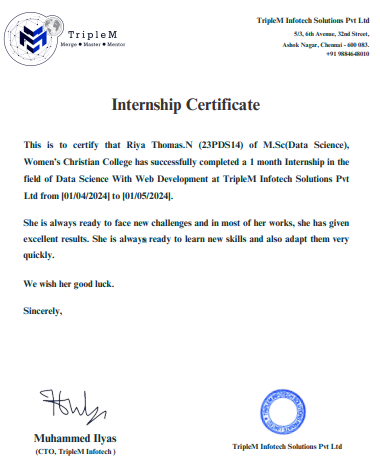 TripleM
Merge ● Master ● Mentor
TripleM Infotech Solutions Pvt Ltd
5/3, 6th Avenue, 32nd Street,
Ashok Nagar, Chennai - 600 083.
+91 9884648010
Internship Certificate
This is to certify that Riya Thomas.N (23PDS14) of M.Sc(Data Science),
Women's Christian College has successfully completed a 1 month Internship in the
field of Data Science With Web Development at TripleM Infotech Solutions Pvt
Ltd from [01/04/2024] to [01/05/2024].
She is always ready to face new challenges and in most of her works, she has given
excellent results. She is always ready to learn new skills and also adapt them very
quickly.
We wish her good luck.
Sincerely,
Muhammed Ilyas
(CTO, TripleM Infotech )
TripleM Infotech Solutions Pvt Ltd